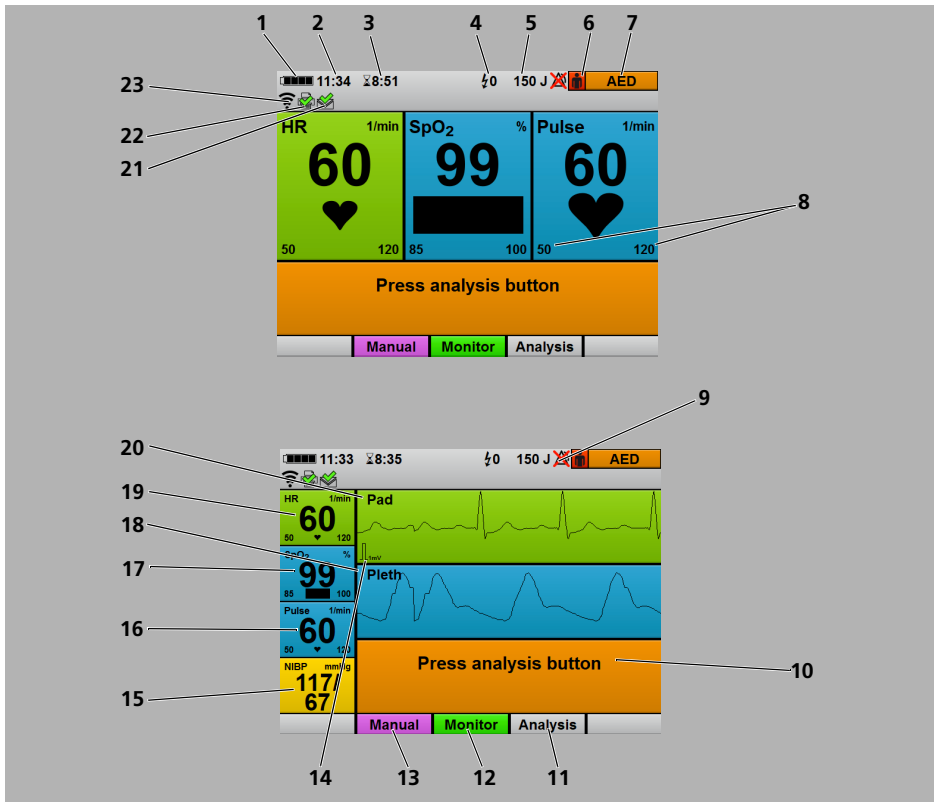 1 2 3 4 5 6 7
11:34 8:51 0 150 J AED
23
22
21
HR 1/min SpO2 % Pulse 1/min
60 99 60
8
50 120 85 100 50 120
Press analysis button
Manual Monitor Analysis
9
20
11:33 8:35 0 150 J AED
19
HR 1/min
60
50 120
Pad
1mV
18
17
SpO2 %
99
85 100
Pleth
16
Pulse 1/min
60
50 120
15
NIBP mmHg
117/
67
Press analysis button
10
Manual Monitor Analysis
14 13 12 11